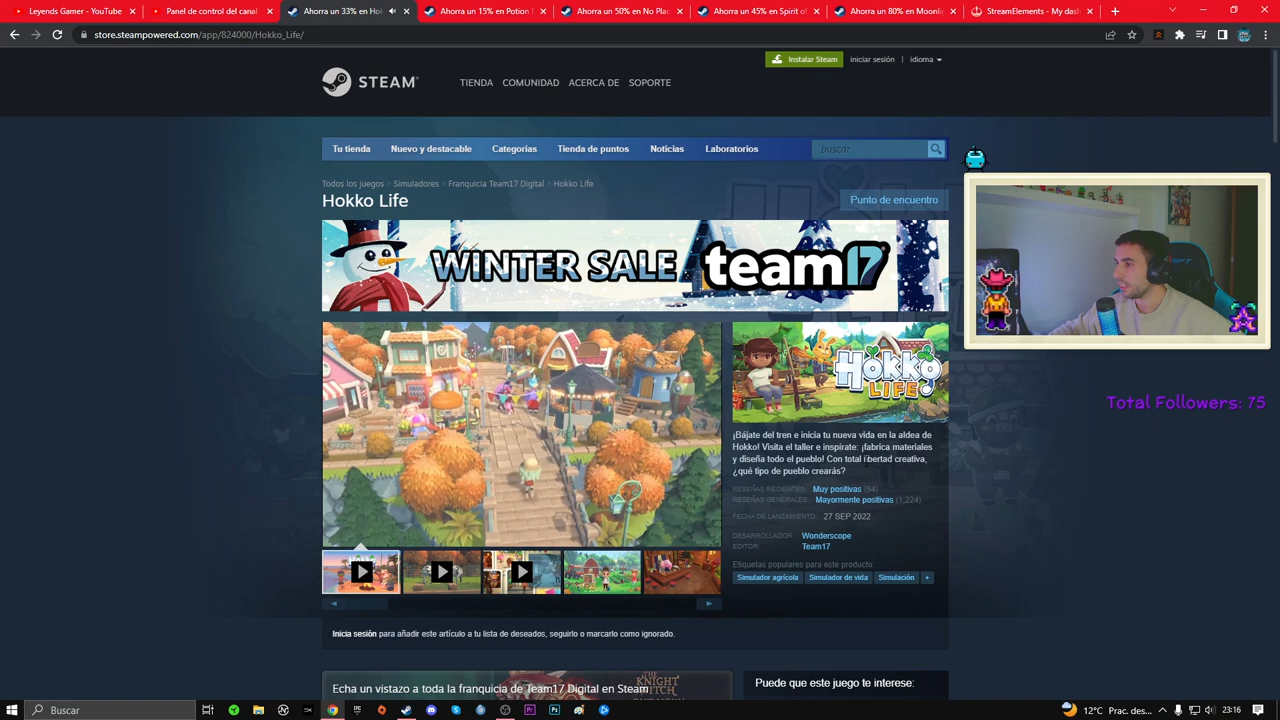 Leyends Gamer - YouTube
Panel de control del canal
Ahorra un 33% en Hok
Ahorra un 15% en Potion F
Ahorra un 50% en No Plac
Ahorra un 45% en Spirit of
Ahorra un 80% en Moonlig
StreamElements - My dash
store.steampowered.com/app/824000/Hokko_Life/
Instalar Steam
iniciar sesión | idioma
STEAM
TIENDA COMUNIDAD ACERCA DE SOPORTE
Tu tienda Nuevo y destacable Categorías Tienda de puntos Noticias Laboratorios
buscar
Todos los juegos > Simuladores > Franquicia Team17 Digital > Hokko Life
Hokko Life
Punto de encuentro
WINTER SALE team17
HOKKO LIFE
¡Bájate del tren e inicia tu nueva vida en la aldea de
Hokko! Visita el taller e inspírate: ¡fabrica materiales
y diseña todo el pueblo! Con total libertad creativa,
¿qué tipo de pueblo crearás?
RESEÑAS RECIENTES: Muy positivas (64)
RESEÑAS GENERALES: Mayormente positivas (1,224)
FECHA DE LANZAMIENTO: 27 SEP 2022
DESARROLLADOR: Wonderscope
EDITOR: Team17
Etiquetas populares para este producto:
Simulador agrícola Simulador de vida Simulación +
Total Followers: 75
Inicia sesión para añadir este artículo a tu lista de deseados, seguirlo o marcarlo como ignorado.
Echa un vistazo a toda la franquicia de Team17 Digital en Steam
THE KNIGHT WITCH
Puede que este juego te interese:
Buscar
12°C Prac. des...
23:16